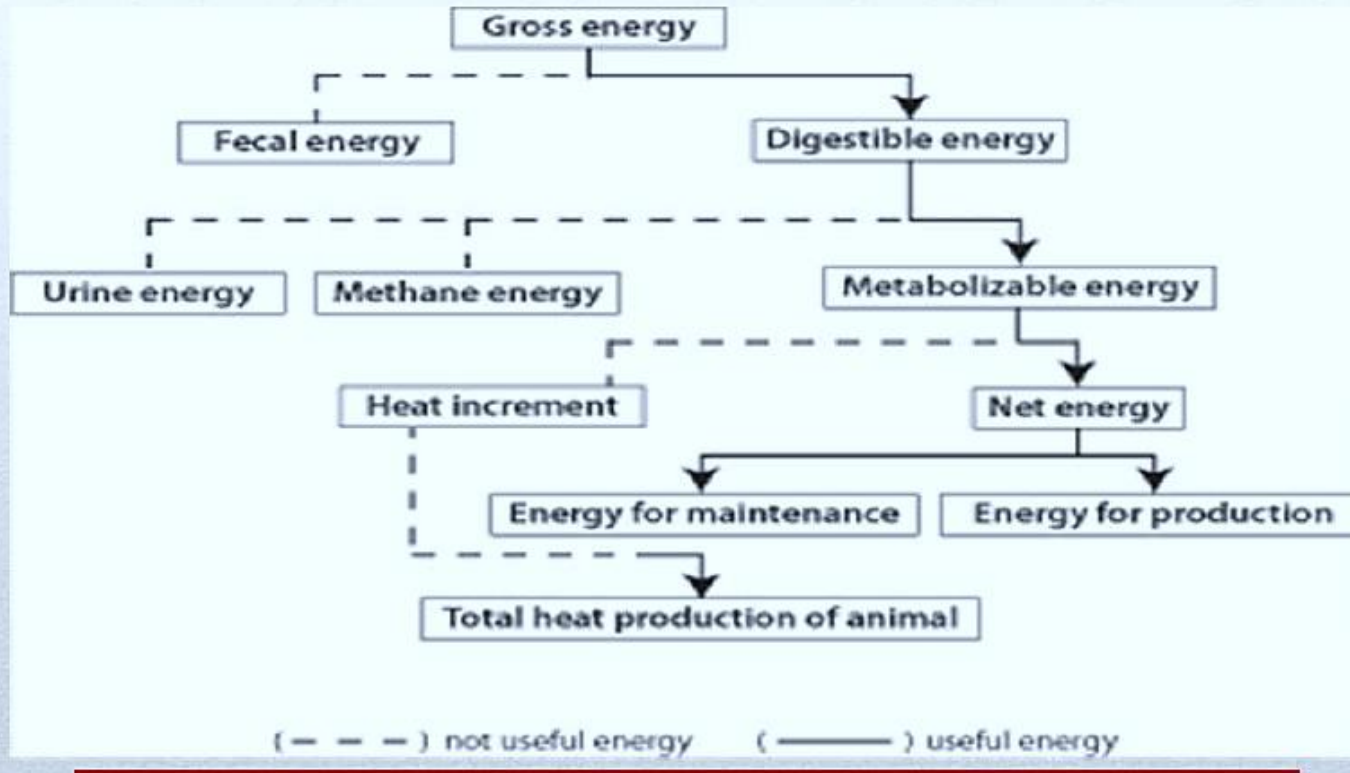 Gross energy
Fecal energy
Digestible energy
Urine energy
Methane energy
Metabolizable energy
Heat increment
Net energy
Energy for maintenance
Energy for production
Total heat production of animal
( — — — ) not useful energy ( ——— ) useful energy